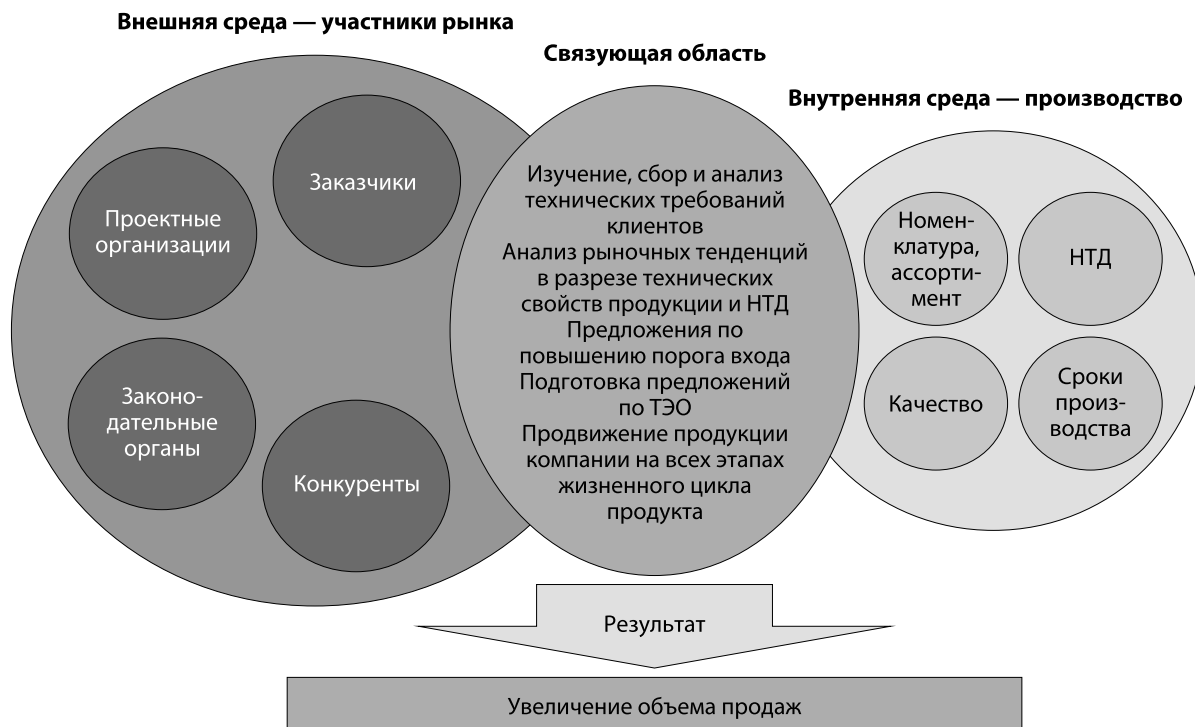 Внешняя среда — участники рынка
Связующая область
Внутренняя среда — производство
Проектные
организации
Заказчики
Законо-
дательные
органы
Конкуренты
Изучение, сбор и анализ
технических требований
клиентов
Анализ рыночных тенденций
в разрезе технических
свойств продукции и НТД
Предложения по
повышению порога входа
Подготовка предложений
по ТЭО
Продвижение продукции
компании на всех этапах
жизненного цикла
продукта
Номен-
клатура,
ассорти-
мент
НТД
Качество
Сроки
произ-
водства
Результат
Увеличение объема продаж